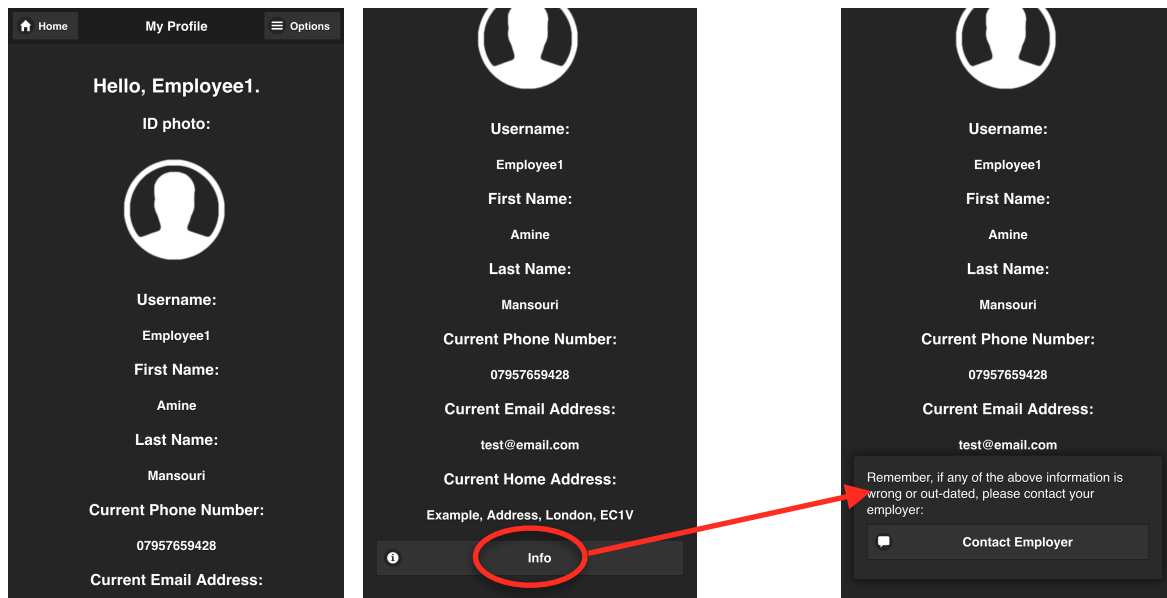 Home
My Profile
Options
Hello, Employee1.
ID photo:
Username:
Employee1
First Name:
Amine
Last Name:
Mansouri
Current Phone Number:
07957659428
Current Email Address:
Username:
Employee1
First Name:
Amine
Last Name:
Mansouri
Current Phone Number:
07957659428
Current Email Address:
test@email.com
Current Home Address:
Example, Address, London, EC1V
Info
Username:
Employee1
First Name:
Amine
Last Name:
Mansouri
Current Phone Number:
07957659428
Current Email Address:
test@email.com
Remember, if any of the above information is
wrong or out-dated, please contact your
employer:
Contact Employer